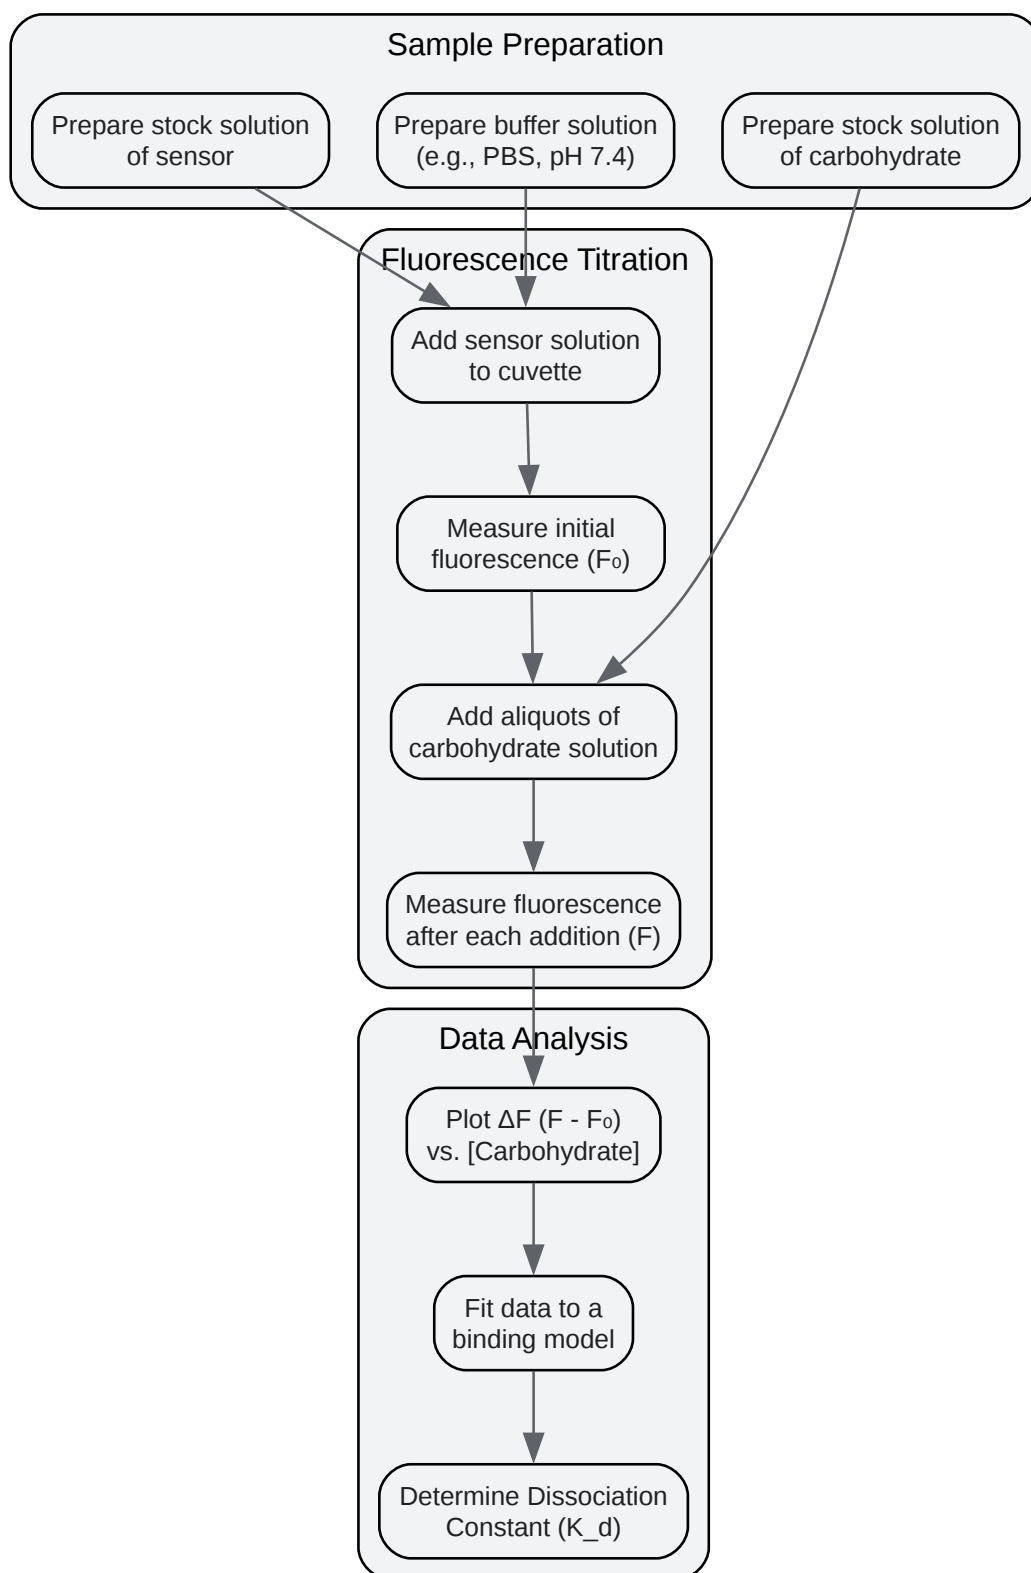 Sample Preparation
Prepare stock solution
of sensor
Prepare buffer solution
(e.g., PBS, pH 7.4)
Prepare stock solution
of carbohydrate
Fluorescence Titration
Add sensor solution
to cuvette
Measure initial
fluorescence (F₀)
Add aliquots of
carbohydrate solution
Measure fluorescence
after each addition (F)
Data Analysis
Plot ΔF (F - F₀)
vs. [Carbohydrate]
Fit data to a
binding model
Determine Dissociation
Constant (K_d)